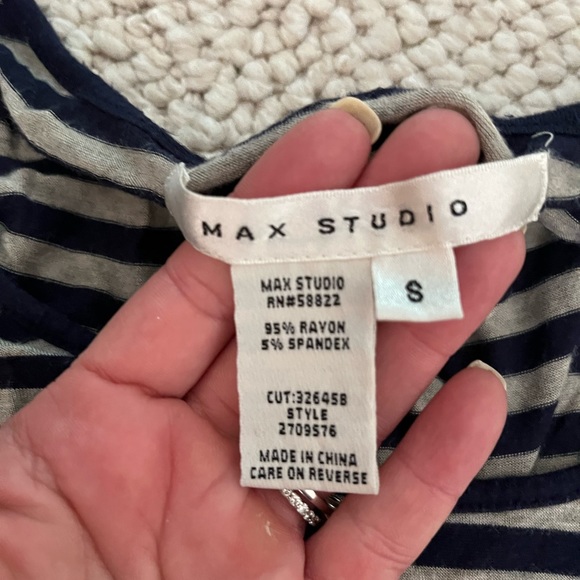 MAX STUDIO
S
MAX STUDIO
RN#58822
95% RAYON
5% SPANDEX
CUT:326458
STYLE
2709S76
MADE IN CHINA
CARE ON REVERSE